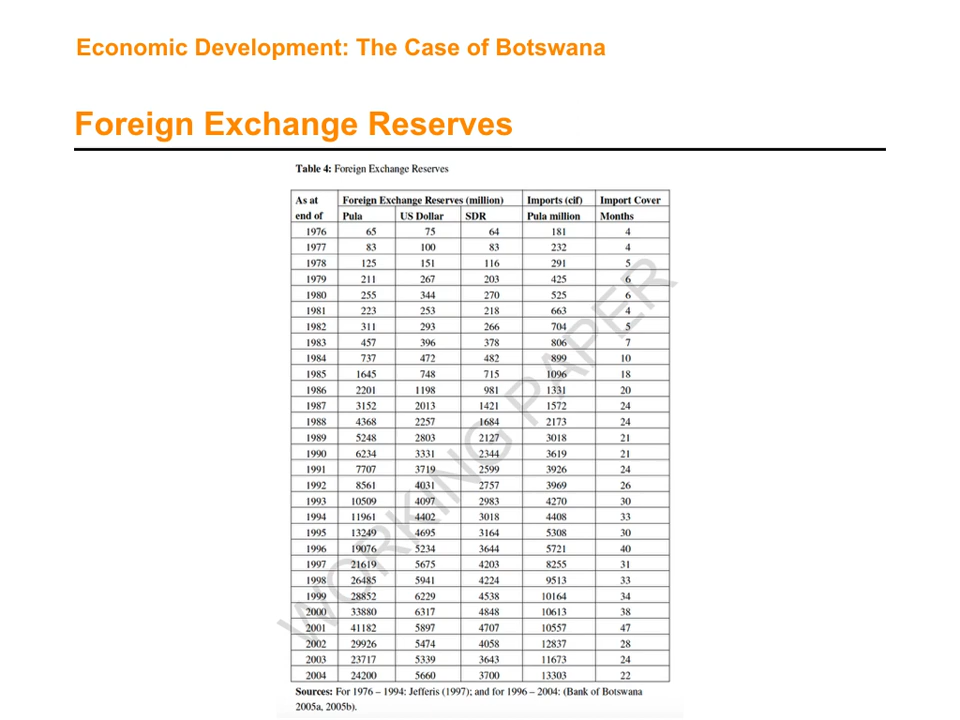 Economic Development: The Case of Botswana
Foreign Exchange Reserves
Table 4: Foreign Exchange Reserves
As at end of Foreign Exchange Reserves (million) Imports (cif) Import Cover
Pula US Dollar SDR Pula million Months
1976 65 75 64 181 4
1977 83 100 83 232 4
1978 125 151 116 291 5
1979 211 267 203 425 6
1980 255 344 270 525 6
1981 223 253 218 663 4
1982 311 293 266 704 5
1983 457 396 378 806 7
1984 737 472 482 899 10
1985 1645 748 715 1096 18
1986 2201 1198 981 1331 20
1987 3152 2013 1421 1572 24
1988 4368 2257 1684 2173 24
1989 5248 2803 2127 3018 21
1990 6234 3331 2344 3619 21
1991 7707 3719 2599 3926 24
1992 8561 4031 2757 3969 26
1993 10509 4097 2983 4270 30
1994 11961 4402 3018 4408 33
1995 13249 4695 3164 5308 30
1996 19076 5234 3644 5721 40
1997 21619 5675 4203 8255 31
1998 26485 5941 4224 9513 33
1999 28852 6229 4538 10164 34
2000 33880 6317 4848 10613 38
2001 41182 5897 4707 10557 47
2002 29926 5474 4058 12837 28
2003 23717 5339 3643 11673 24
2004 24200 5660 3700 13303 22
Sources: For 1976 – 1994: Jefferis (1997); and for 1996 – 2004: (Bank of Botswana
2005a, 2005b).
WORKING PAPER